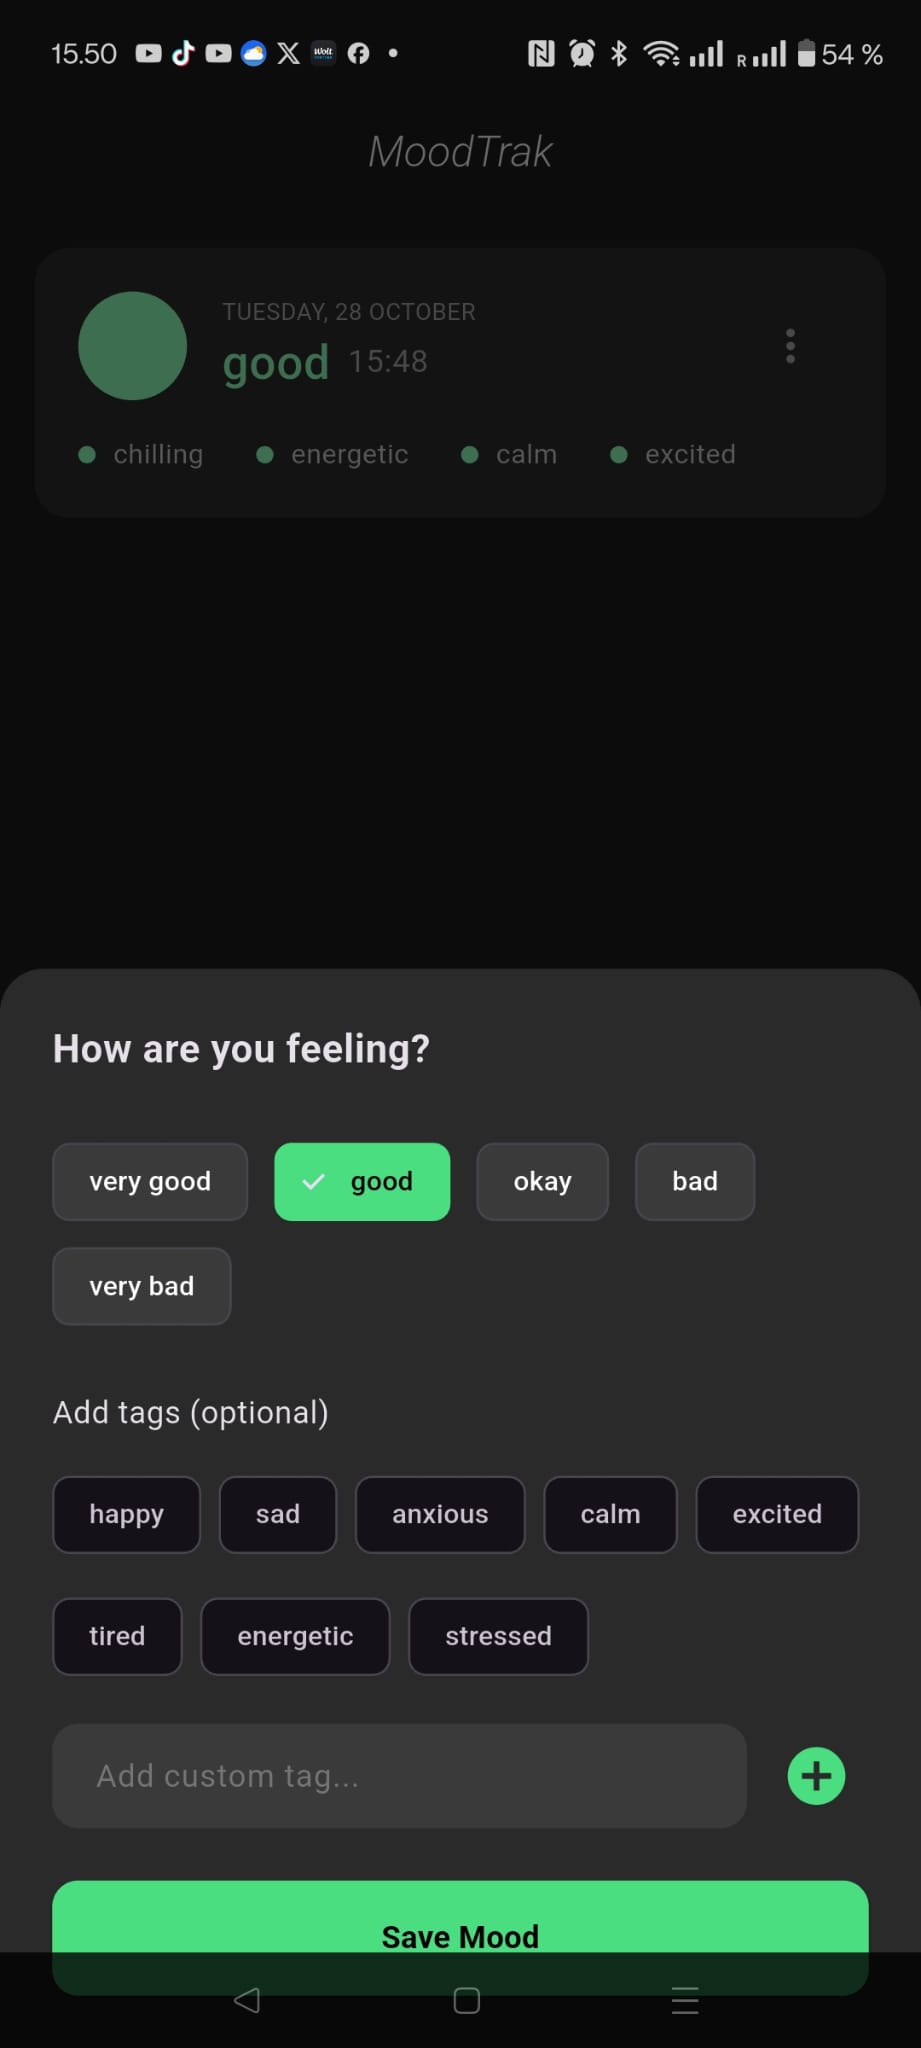 15.50 Wolt R 54 %
MoodTrak
TUESDAY, 28 OCTOBER
good 15:48
chilling energetic calm excited
How are you feeling?
very good good okay bad
very bad
Add tags (optional)
happy sad anxious calm excited
tired energetic stressed
Add custom tag...
Save Mood